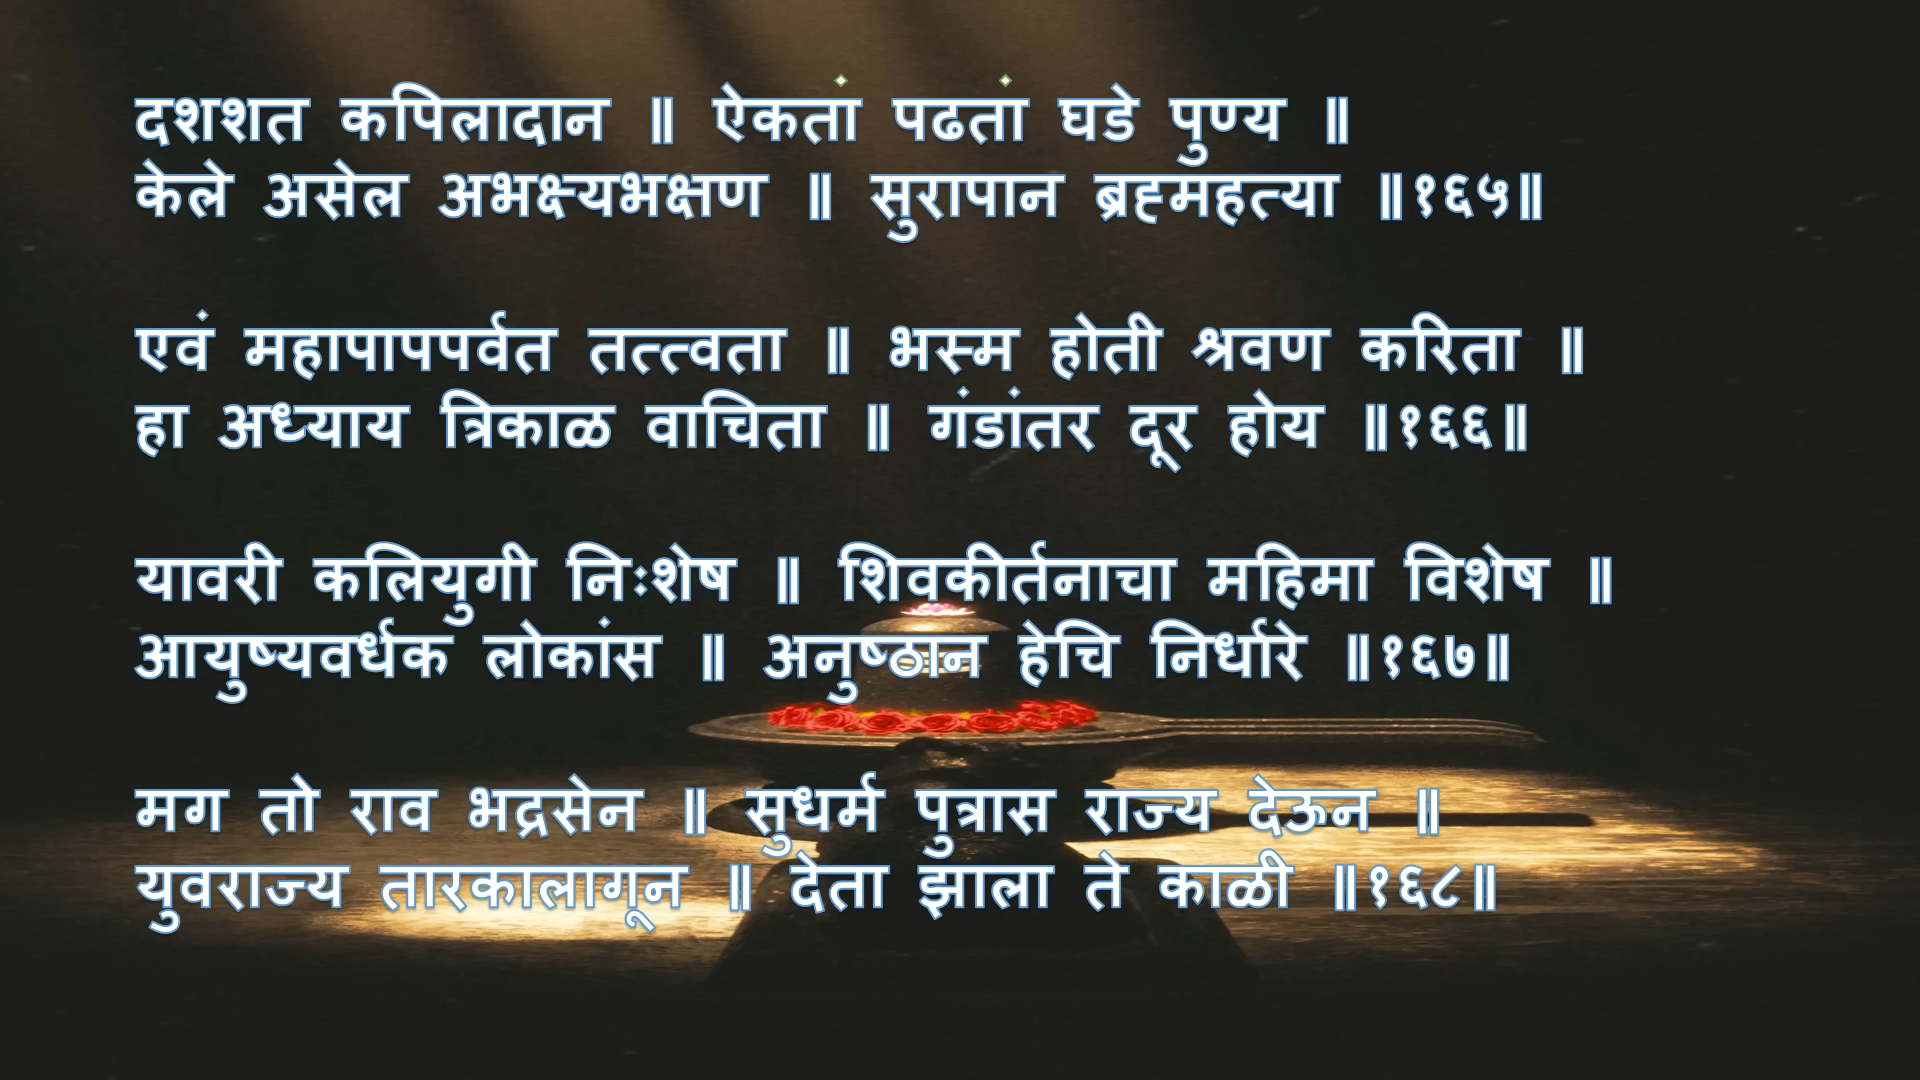 दशशत कपिलादान ॥ ऐकतां पढतां घडे पुण्य ॥
केले असेल अभक्ष्यभक्षण ॥ सुरापान ब्रह्महत्या ॥१६५॥
एवं महापापपर्वत तत्त्वता ॥ भस्म होती श्रवण करिता ॥
हा अध्याय त्रिकाळ वाचिता ॥ गंडांतर दूर होय ॥१६६॥
यावरी कलियुगी निःशेष ॥ शिवकीर्तनाचा महिमा विशेष ॥
आयुष्यवर्धक लोकांस ॥ अनुष्ठान हेचि निर्धारे ॥१६७॥
मग तो राव भद्रसेन ॥ सुधर्म पुत्रास राज्य देऊन ॥
युवराज्य तारकालागून ॥ देता झाला ते काळी ॥१६८॥